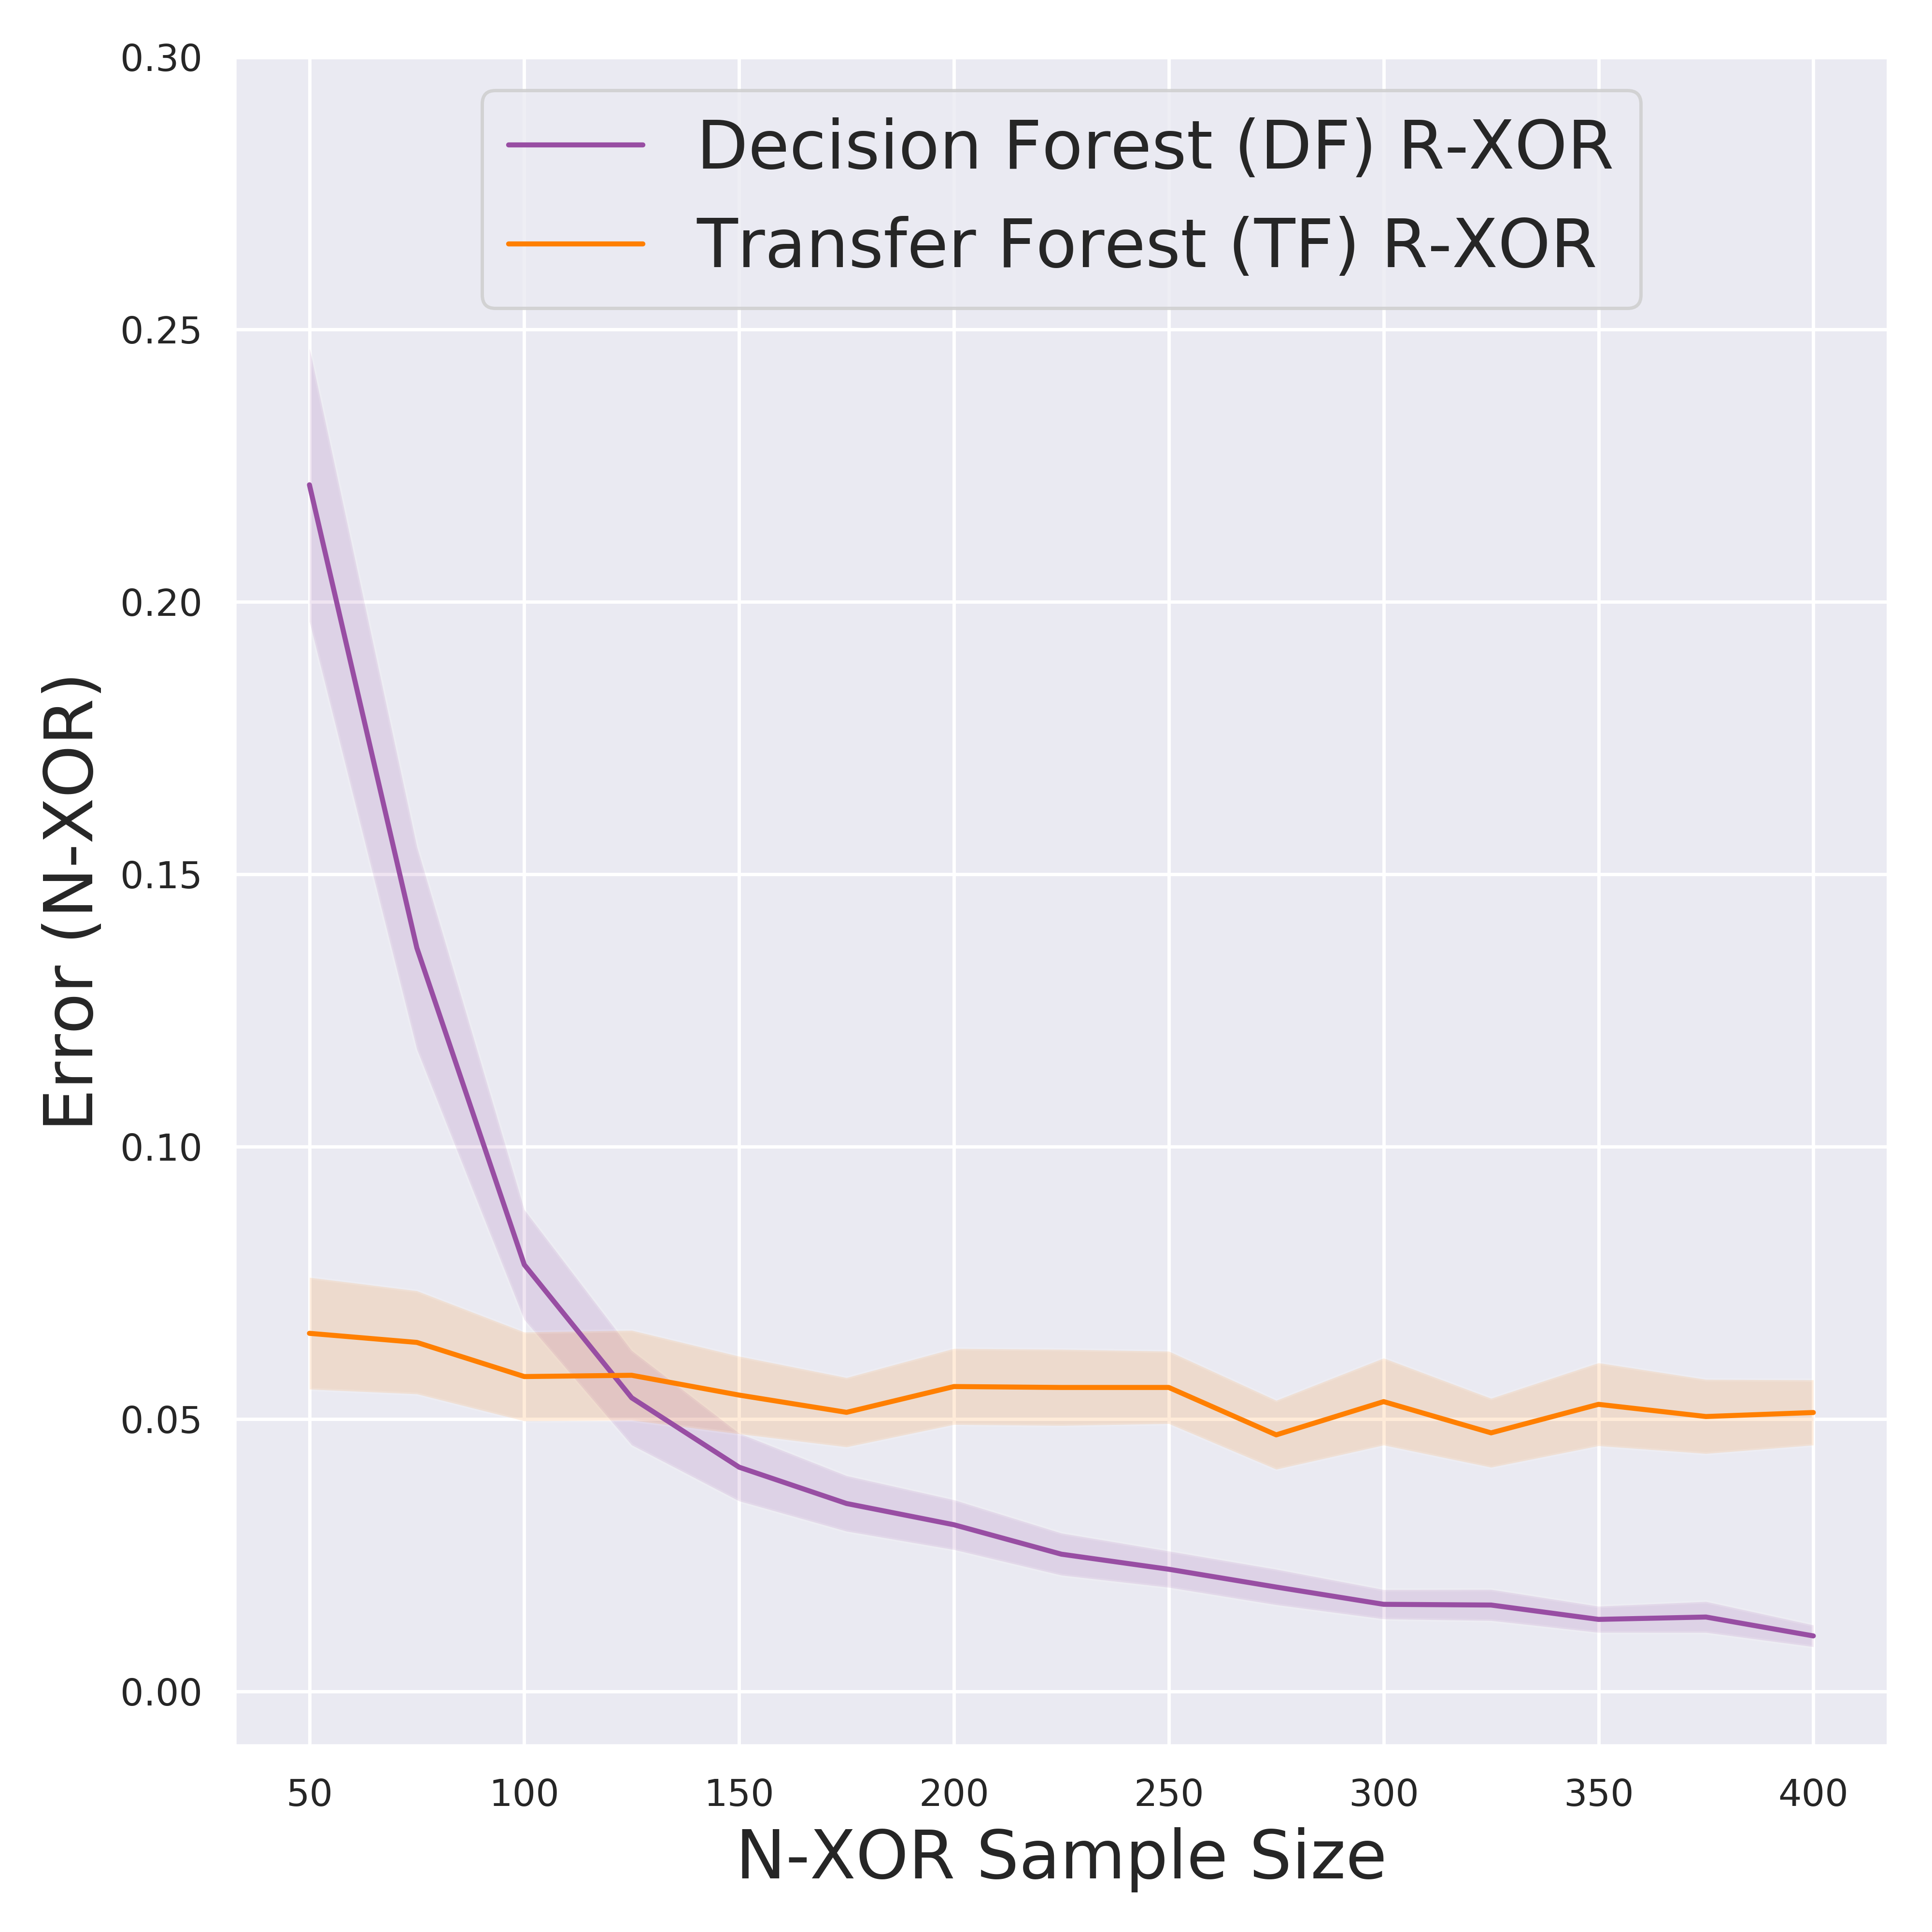 Decision Forest (DF) R-XOR
Transfer Forest (TF) R-XOR
0.30
0.25
0.20
0.15
0.10
0.05
0.00
Error (N-XOR)
50 100 150 200 250 300 350 400
N-XOR Sample Size